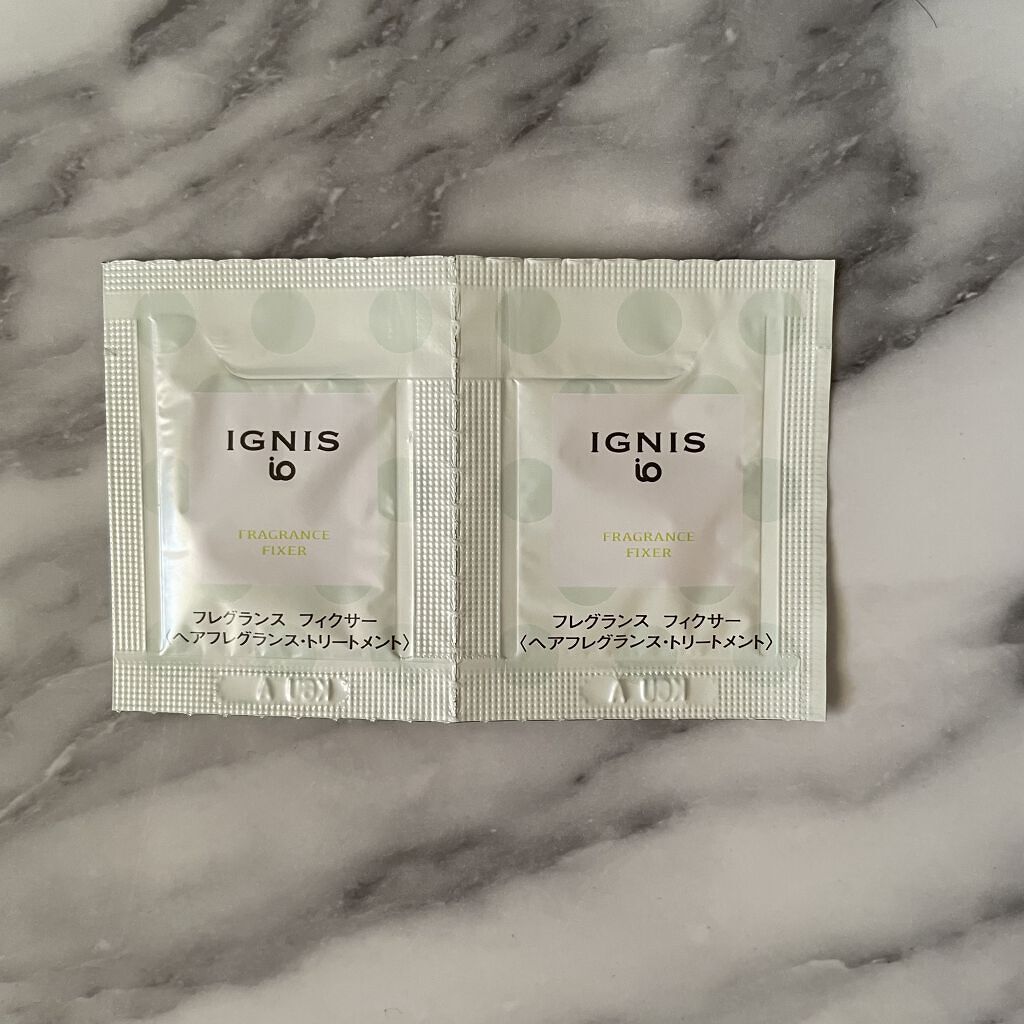 IGNIS
io
FRAGRANCE
FIXER
フレグランス フィクサー
〈ヘアフレグランス・トリートメント〉
IGNIS
io
FRAGRANCE
FIXER
フレグランス フィクサー
〈ヘアフレグランス・トリートメント〉